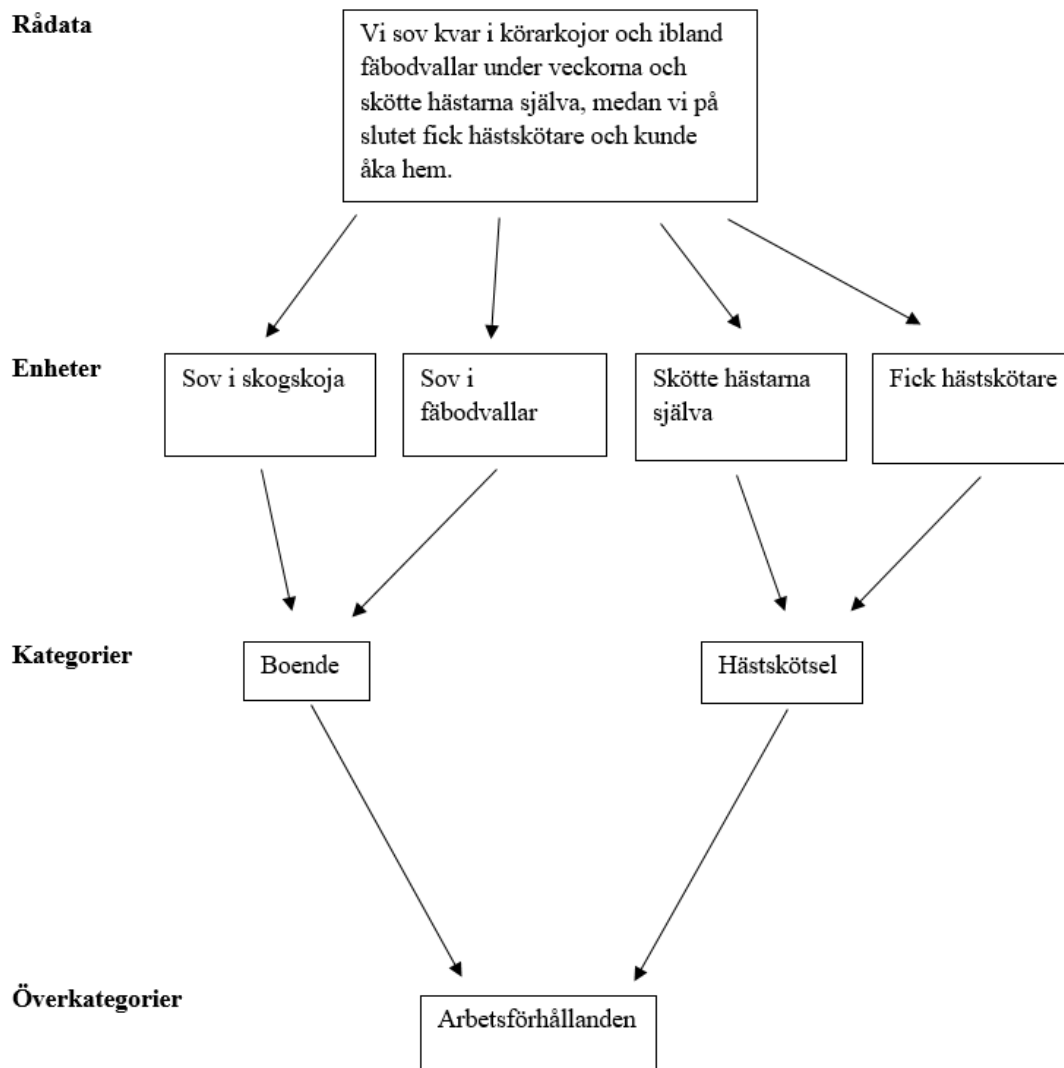 Rådata
Vi sov kvar i körarkojor och ibland
fäbodvallar under veckorna och
skötte hästarna själva, medan vi på
slutet fick hästskötare och kunde
åka hem.
Enheter
Sov i skogskoja
Sov i
fäbodvallar
Skötte hästarna
själva
Fick hästskötare
Kategorier
Boende
Hästskötsel
Överkategorier
Arbetsförhållanden